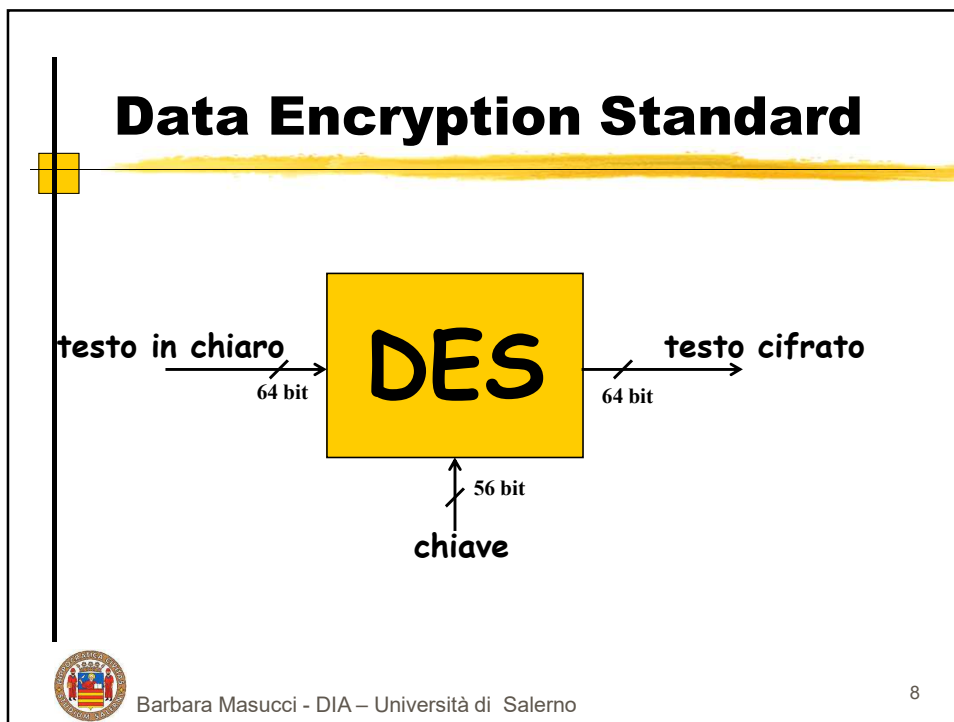 Data Encryption Standard
testo in chiaro
64 bit
DES
testo cifrato
64 bit
56 bit
chiave
Barbara Masucci - DIA – Università di Salerno
8